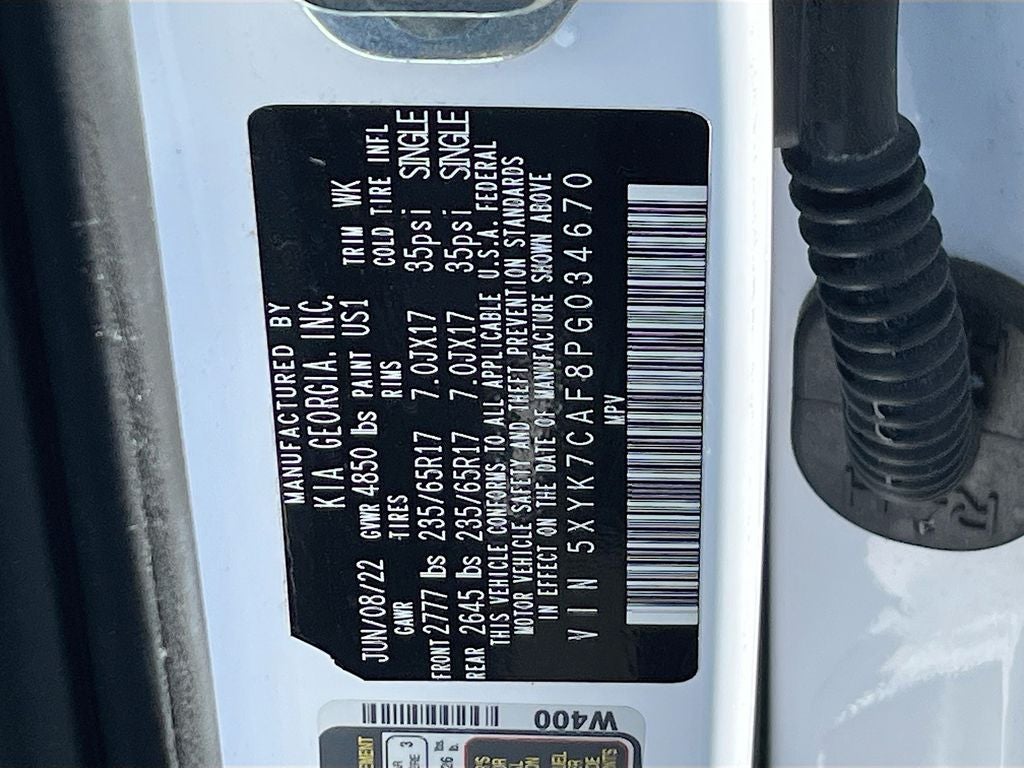 MANUFACTURED BY
KIA GEORGIA, INC.
JUN/08/22 GVWR 4850 lbs PAINT US1 TRIM WK
GAWR TIRES RIMS COLD TIRE INFL
FRONT 2777 lbs 235/65R17 7.0JX17 35psi SINGLE
REAR 2645 lbs 235/65R17 7.0JX17 35psi SINGLE
THIS VEHICLE CONFORMS TO ALL APPLICABLE U.S.A. FEDERAL
MOTOR VEHICLE SAFETY AND THEFT PREVENTION STANDARDS
IN EFFECT ON THE DATE OF MANUFACTURE SHOWN ABOVE
VIN 5XYK7CAF8PG034670
MPV
W400